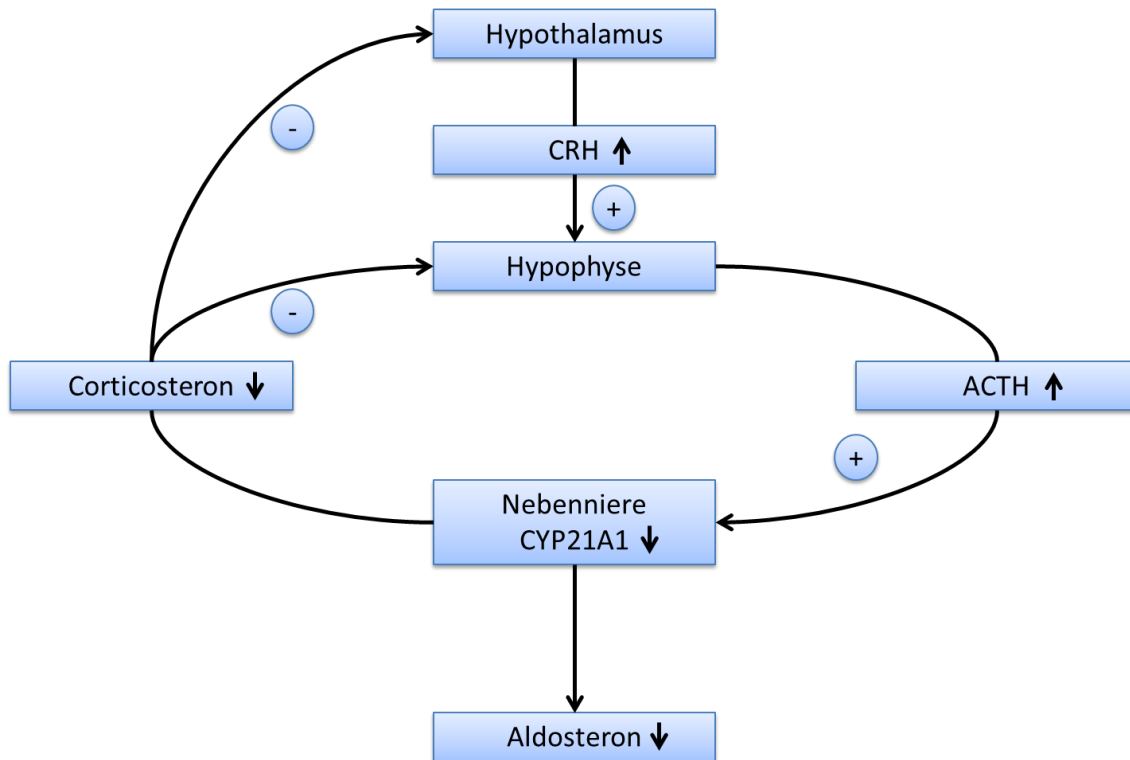 Hypothalamus
-
CRH ↑
+
Hypophyse
-
Corticosteron ↓
ACTH ↑
+
Nebenniere
CYP21A1 ↓
Aldosteron ↓